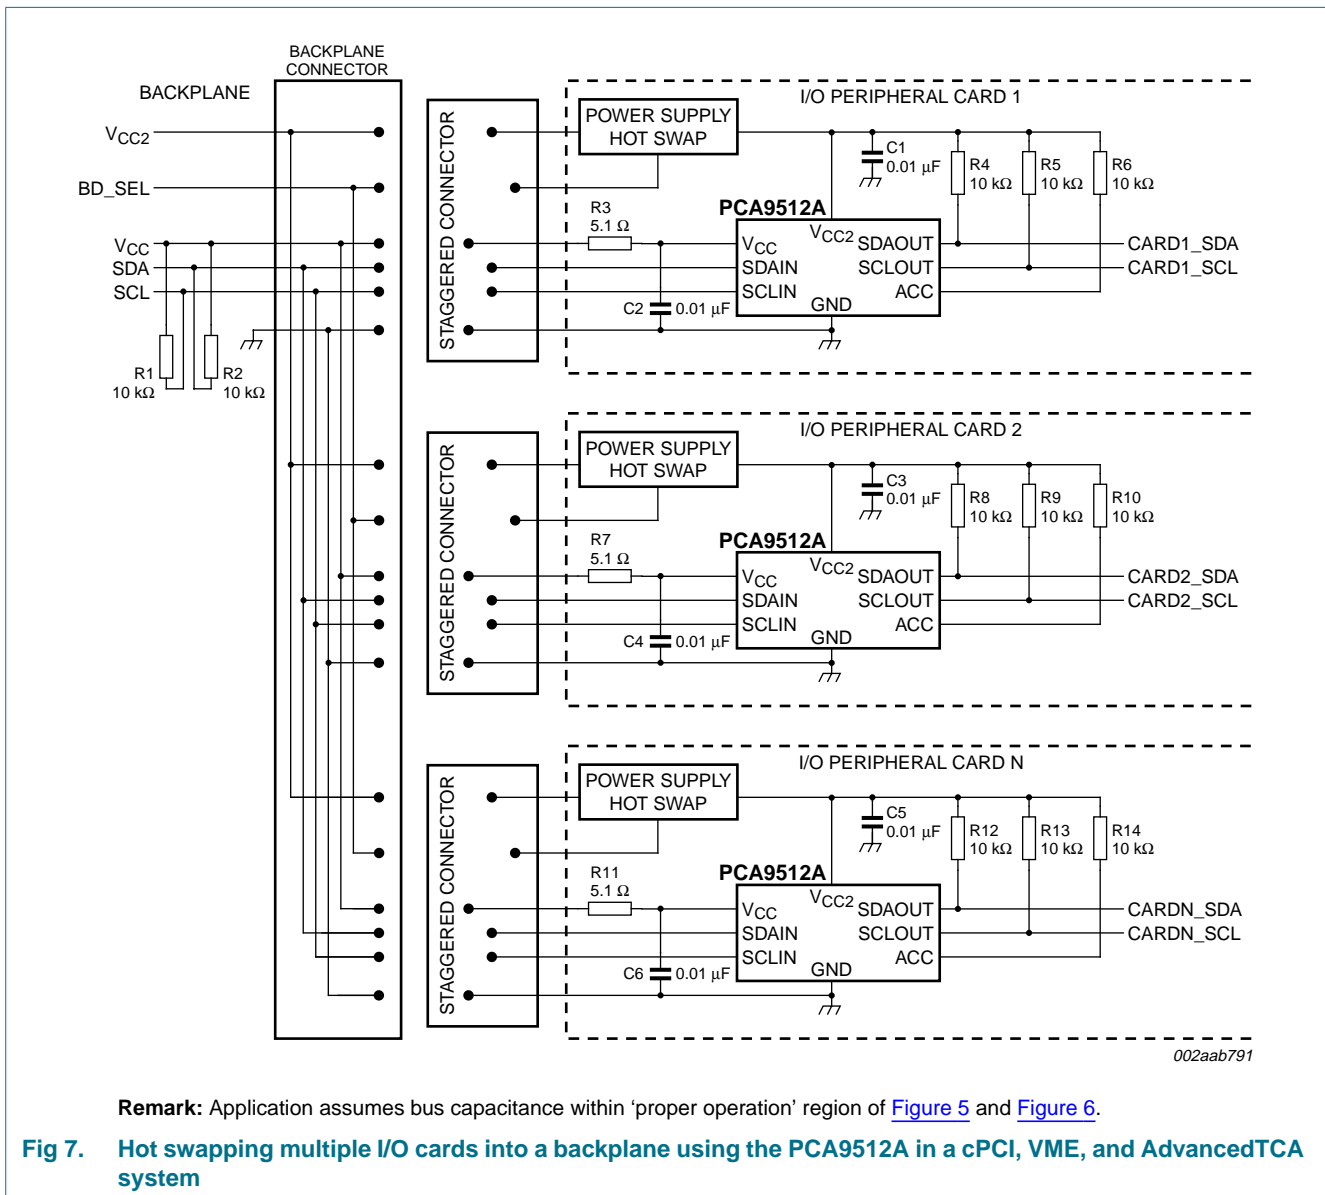 BACKPLANE
CONNECTOR
BACKPLANE
VCC2
BD_SEL
VCC
SDA
SCL
R1
10 kΩ
R2
10 kΩ
STAGGERED CONNECTOR
I/O PERIPHERAL CARD 1
POWER SUPPLY
HOT SWAP
C1
0.01 μF
R4
10 kΩ
R5
10 kΩ
R6
10 kΩ
R3
5.1 Ω
PCA9512A
VCC
VCC2
SDAOUT
SDAIN
SCLOUT
SCLIN
ACC
GND
C2
0.01 μF
CARD1_SDA
CARD1_SCL
STAGGERED CONNECTOR
I/O PERIPHERAL CARD 2
POWER SUPPLY
HOT SWAP
C3
0.01 μF
R8
10 kΩ
R9
10 kΩ
R10
10 kΩ
R7
5.1 Ω
PCA9512A
VCC
VCC2
SDAOUT
SDAIN
SCLOUT
SCLIN
ACC
GND
C4
0.01 μF
CARD2_SDA
CARD2_SCL
STAGGERED CONNECTOR
I/O PERIPHERAL CARD N
POWER SUPPLY
HOT SWAP
C5
0.01 μF
R12
10 kΩ
R13
10 kΩ
R14
10 kΩ
R11
5.1 Ω
PCA9512A
VCC
VCC2
SDAOUT
SDAIN
SCLOUT
SCLIN
ACC
GND
C6
0.01 μF
CARDN_SDA
CARDN_SCL
002aab791
Remark: Application assumes bus capacitance within ‘proper operation’ region of Figure 5 and Figure 6.
Fig 7. Hot swapping multiple I/O cards into a backplane using the PCA9512A in a cPCI, VME, and AdvancedTCA
system